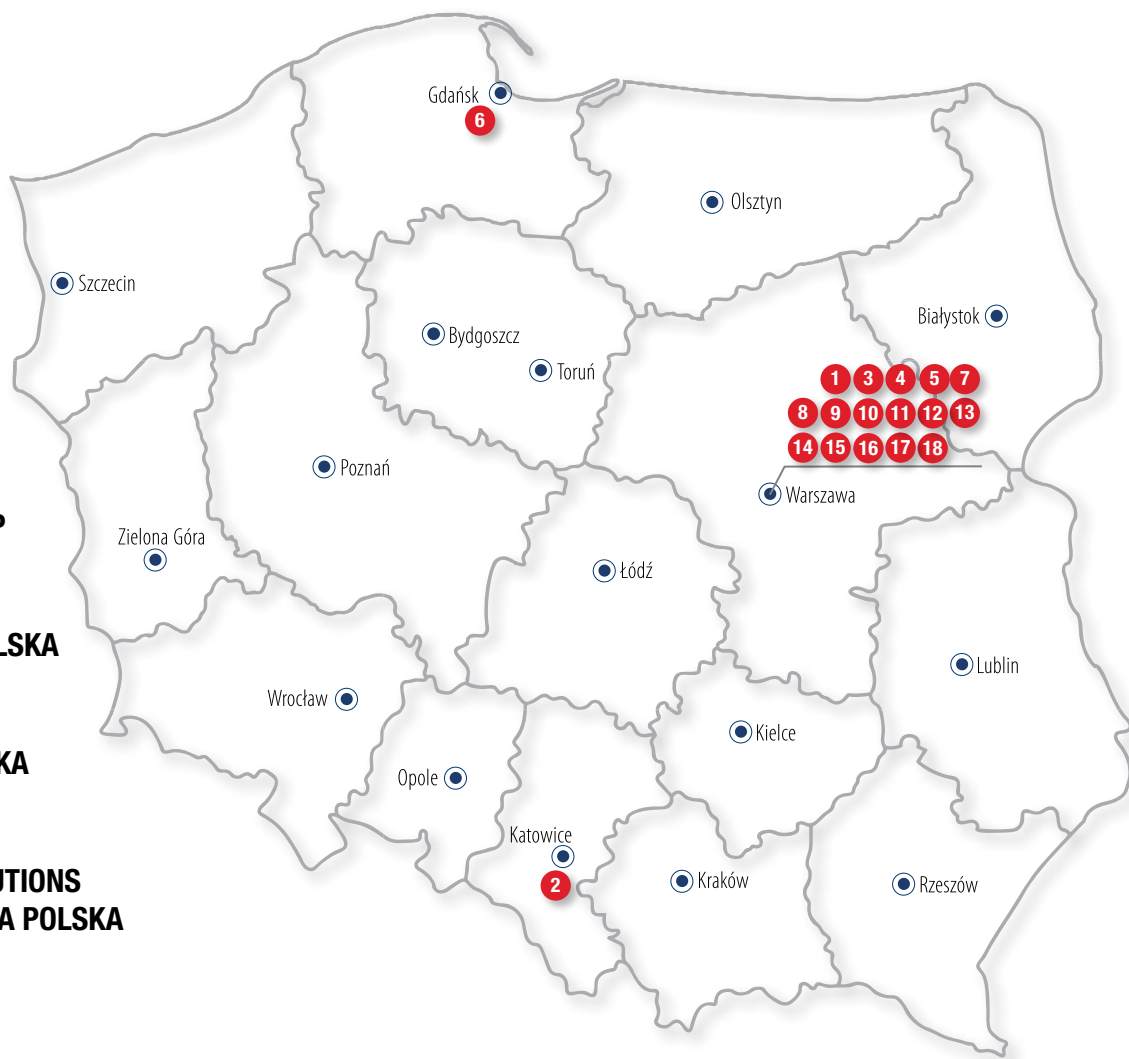 Gdańsk
6
Olsztyn
Szczecin
Białystok
Bydgoszcz
Toruń
1 3 4 5 7
8 9 10 11 12 13
14 15 16 17 18
Poznań
Warszawa
P
Zielona Góra
Łódź
LSKA
Lublin
Wrocław
Kielce
KA
Opole
Katowice
2
Kraków
Rzeszów
UTIONS
A POLSKA